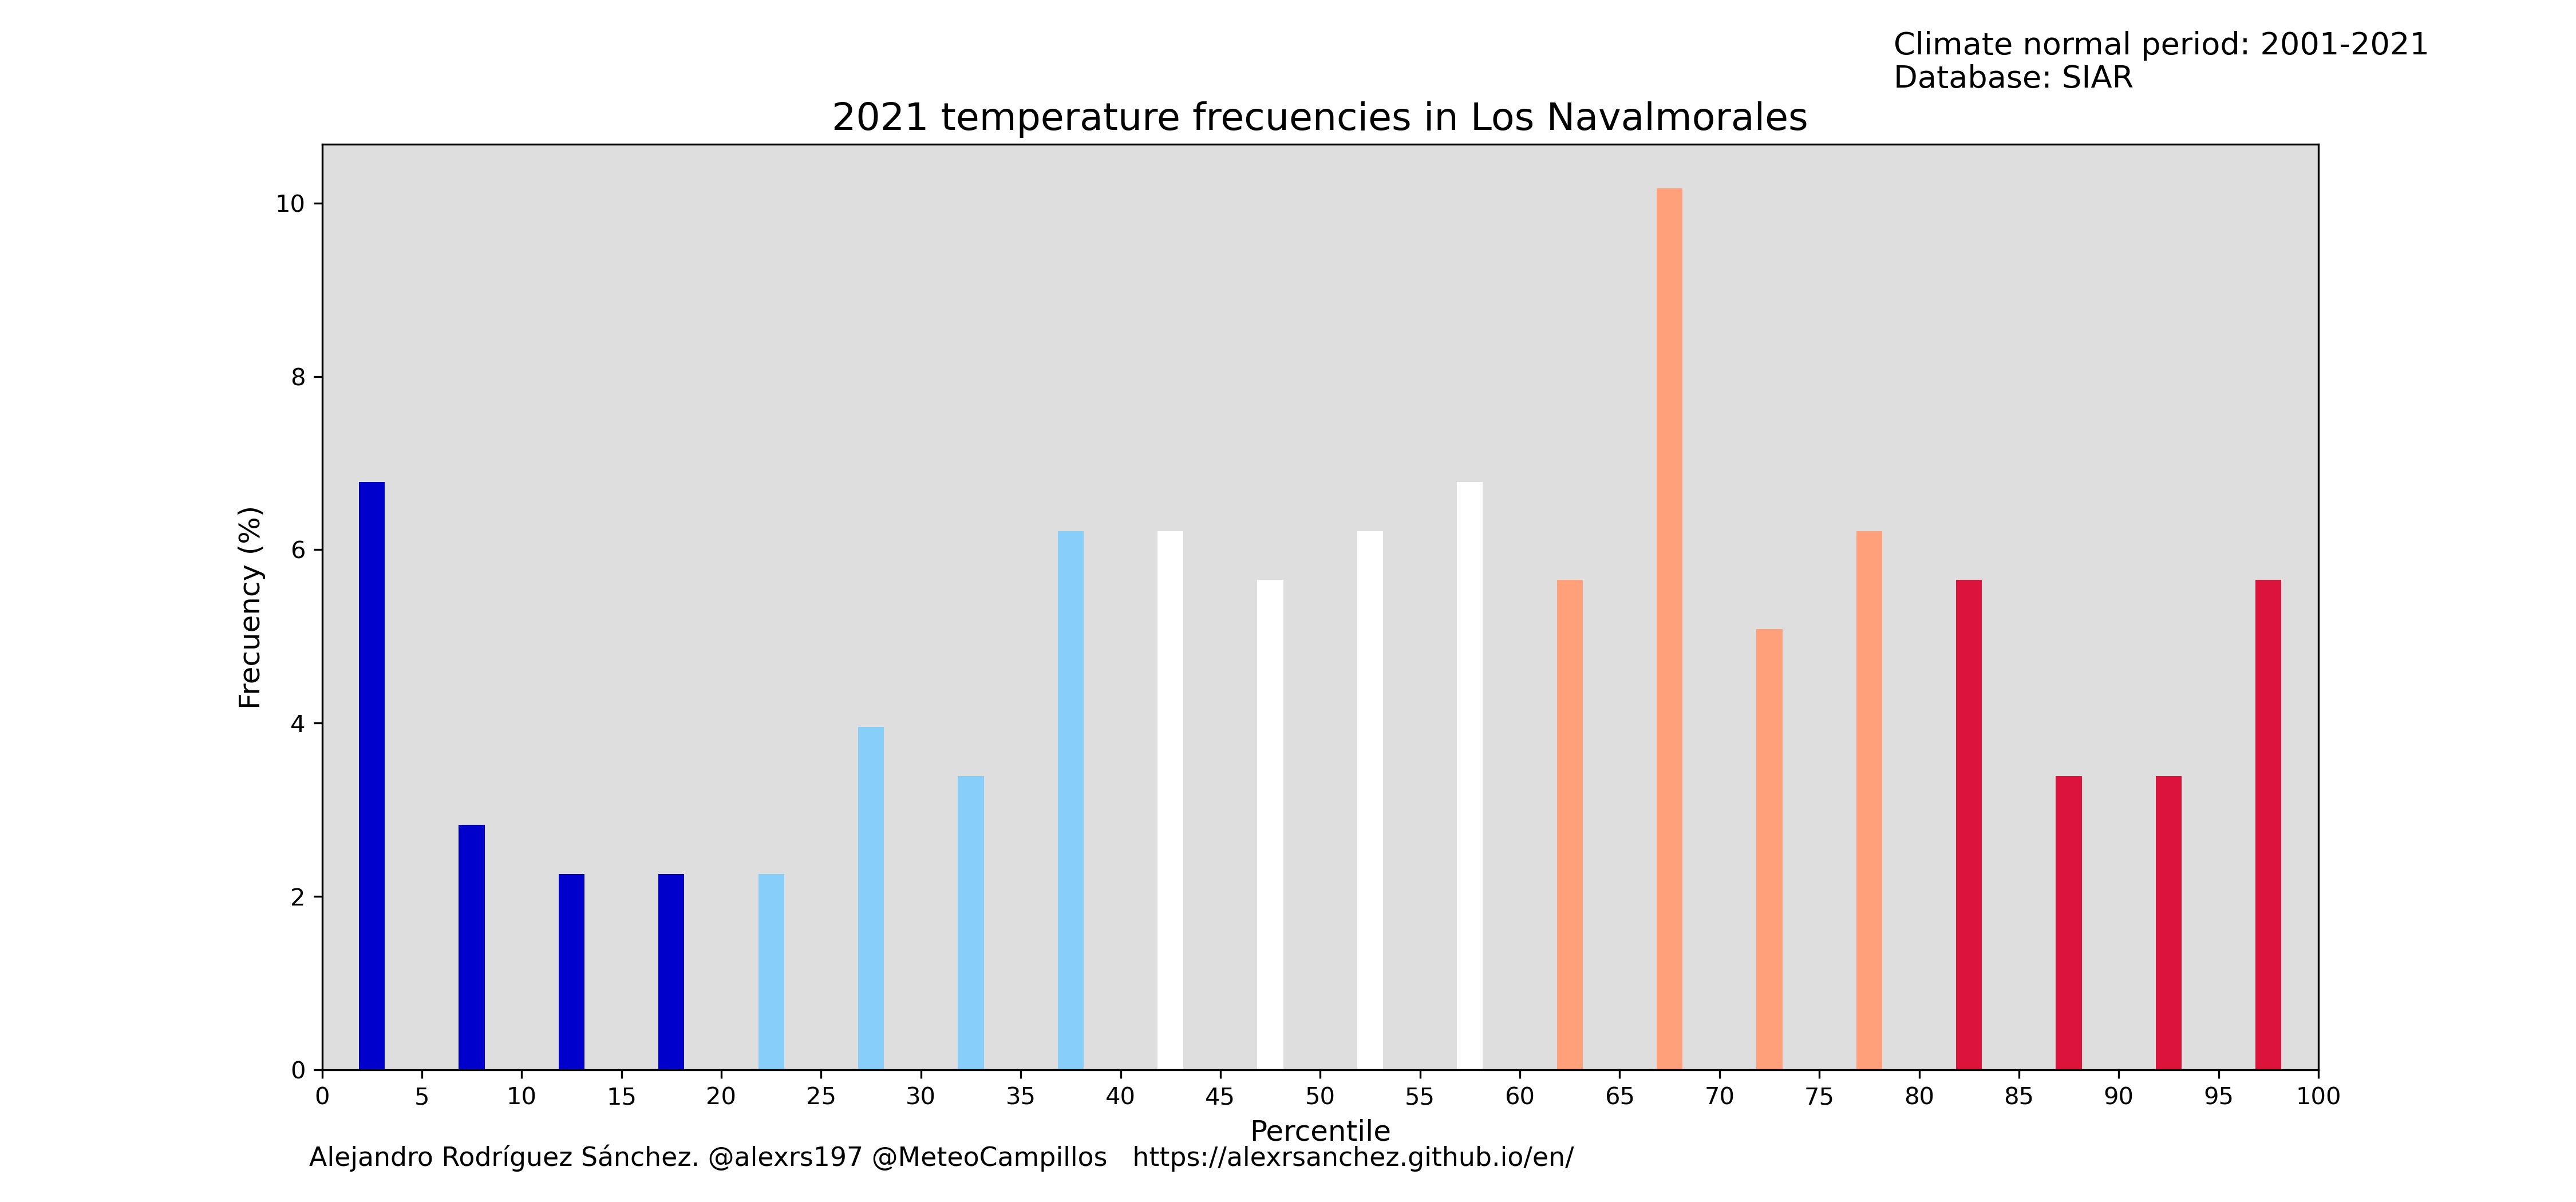 Climate normal period: 2001-2021
Database: SIAR
2021 temperature frecuencies in Los Navalmorales
Frecuency (%)
10
8
6
4
2
0
0 5 10 15 20 25 30 35 40 45 50 55 60 65 70 75 80 85 90 95 100
Percentile
Alejandro Rodríguez Sánchez. @alexrs197 @MeteoCampillos https://alexrsanchez.github.io/en/